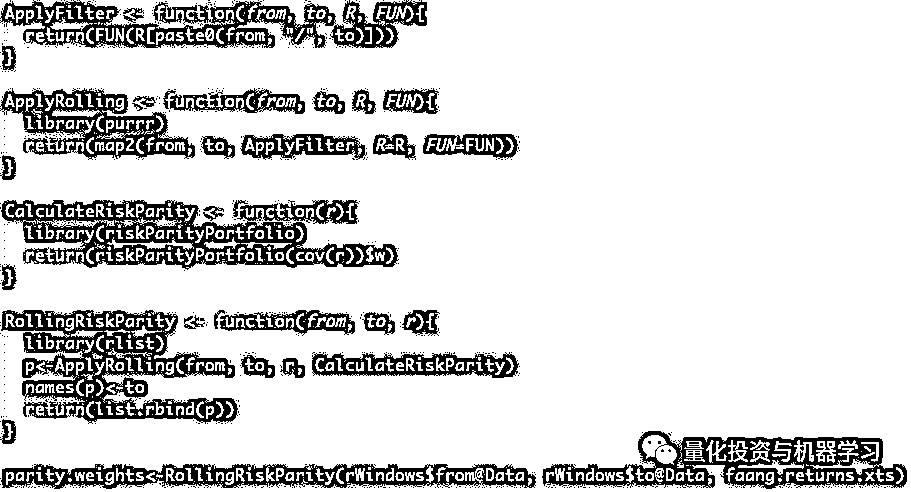 ApplyFilter <- function(from, to, R, FUN){
  return(FUN(R[paste0(from, "/", to)]))
}

ApplyRolling <- function(from, to, R, FUN){
  library(purrr)
  return(map2(from, to, ApplyFilter, R=R, FUN=FUN))
}

CalculateRiskParity <- function(r){
  library(riskParityPortfolio)
  return(riskParityPortfolio(cov(r))$w)
}

RollingRiskParity <- function(from, to, r){
  library(rlist)
  p<-ApplyRolling(from, to, r, CalculateRiskParity)
  names(p)<-to
  return(list.rbind(p))
}
量化投资与机器学习
parity.weights<-RollingRiskParity(rWindows$from@Data, rWindows$to@Data, faang.returns.xts)